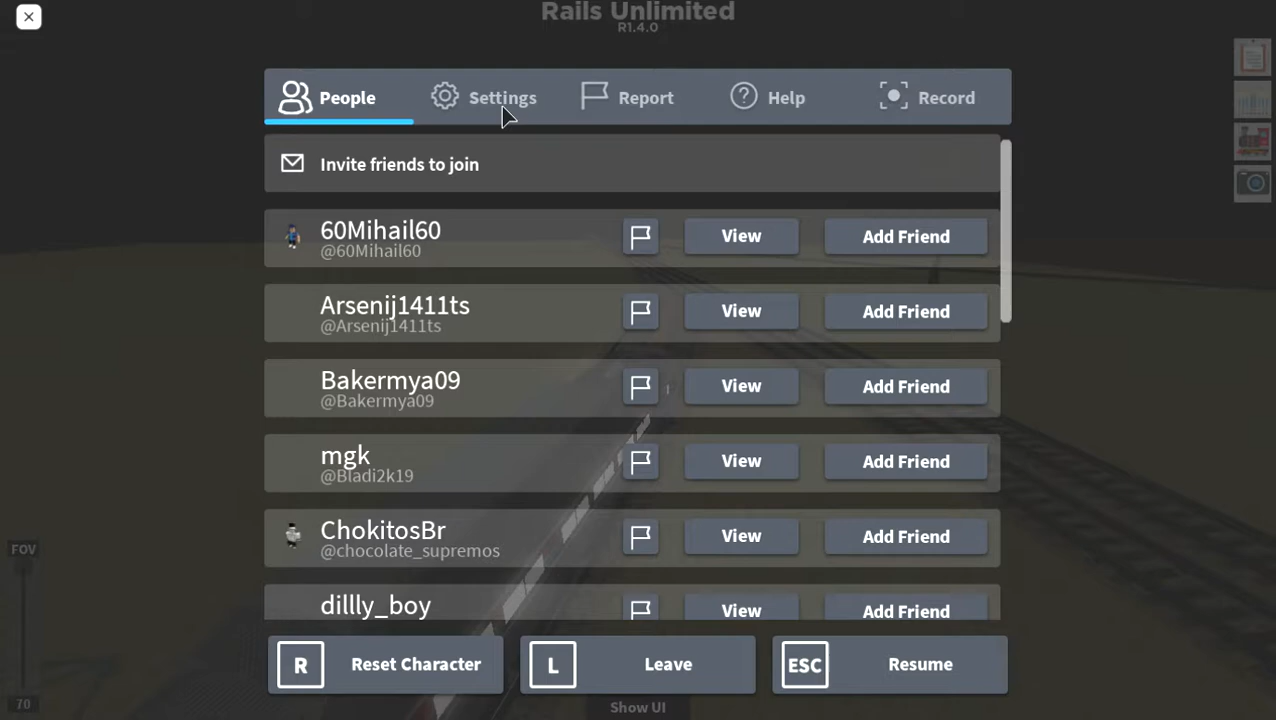 Rails Unlimited
R1.4.0
People Settings Report Help Record
Invite friends to join
60Mihail60 View Add Friend
@60Mihail60
Arsenij1411ts View Add Friend
@Arsenij1411ts
Bakermya09 View Add Friend
@Bakermya09
mgk View Add Friend
@Bladi2k19
ChokitosBr View Add Friend
@chocolate_supremos
FOV
dillly_boy View Add Friend
R Reset Character L Leave ESC Resume
70 Show UI